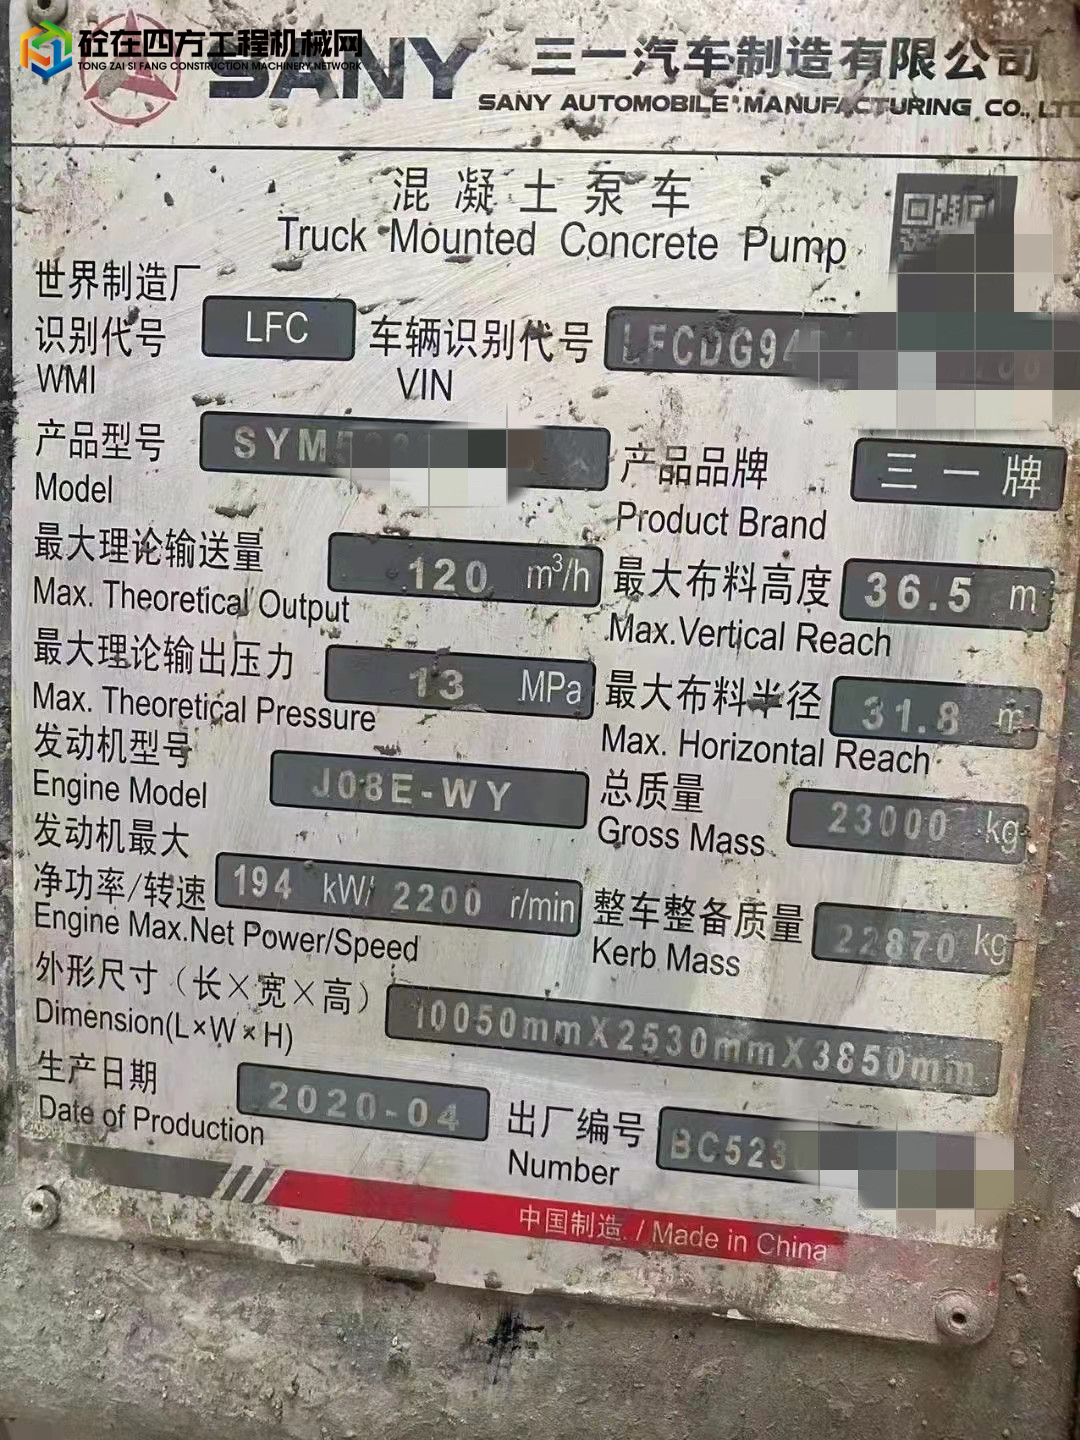 砼在四方工程机械网
TONG ZAI SI FANG CONSTRUCTION MACHINERY NETWORK
SANY 三一汽车制造有限公司
SANY AUTOMOBILE MANUFACTURING CO., LTD
混凝土泵车
Truck Mounted Concrete Pump
世界制造厂
识别代号 LFC 车辆识别代号 LFCDG94
WMI VIN
产品型号 SYM 产品品牌 三一牌
Model Product Brand
最大理论输送量 120 m³/h 最大布料高度 36.5 m
Max. Theoretical Output Max.Vertical Reach
最大理论输出压力 13 MPa 最大布料半径 31.8 m
Max. Theoretical Pressure Max. Horizontal Reach
发动机型号 J08E-WY 总质量 23000 kg
Engine Model Gross Mass
发动机最大
净功率/转速 194 kW/ 2200 r/min 整车整备质量 22870 kg
Engine Max.Net Power/Speed Kerb Mass
外形尺寸（长×宽×高） 10050mmX2530mmX3850mm
Dimension(L×W×H)
生产日期 2020-04 出厂编号 BC523
Date of Production Number
中国制造 / Made in China